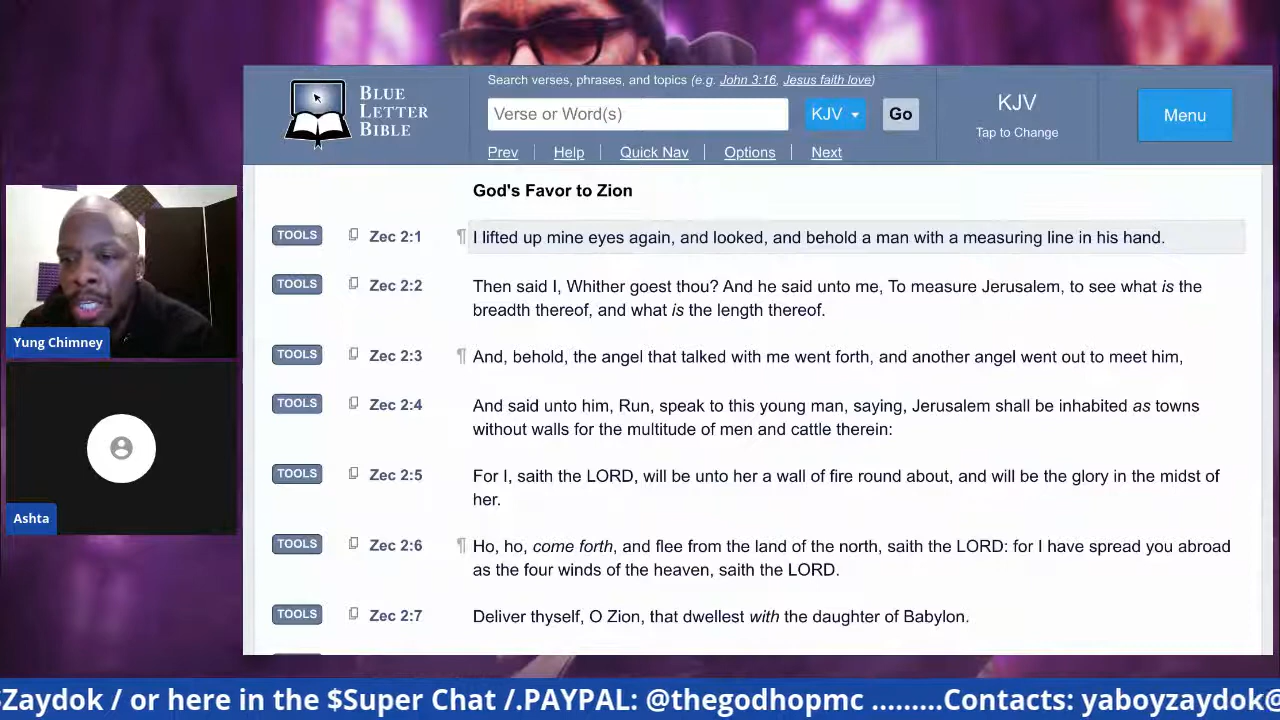 Search verses, phrases, and topics (e.g. John 3:16, Jesus faith love)
BLUE
LETTER
BIBLE
Verse or Word(s)
KJV
Go
KJV
Tap to Change
Menu
Prev
Help
Quick Nav
Options
Next
God's Favor to Zion
TOOLS Zec 2:1 ¶ I lifted up mine eyes again, and looked, and behold a man with a measuring line in his hand.
TOOLS Zec 2:2 Then said I, Whither goest thou? And he said unto me, To measure Jerusalem, to see what is the
breadth thereof, and what is the length thereof.
TOOLS Zec 2:3 ¶ And, behold, the angel that talked with me went forth, and another angel went out to meet him,
TOOLS Zec 2:4 And said unto him, Run, speak to this young man, saying, Jerusalem shall be inhabited as towns
without walls for the multitude of men and cattle therein:
TOOLS Zec 2:5 For I, saith the LORD, will be unto her a wall of fire round about, and will be the glory in the midst of
her.
TOOLS Zec 2:6 ¶ Ho, ho, come forth, and flee from the land of the north, saith the LORD: for I have spread you abroad
as the four winds of the heaven, saith the LORD.
TOOLS Zec 2:7 Deliver thyself, O Zion, that dwellest with the daughter of Babylon.
Yung Chimney
Ashta
Zaydok / or here in the $Super Chat /.PAYPAL: @thegodhopmc .........Contacts: yaboyzaydok@